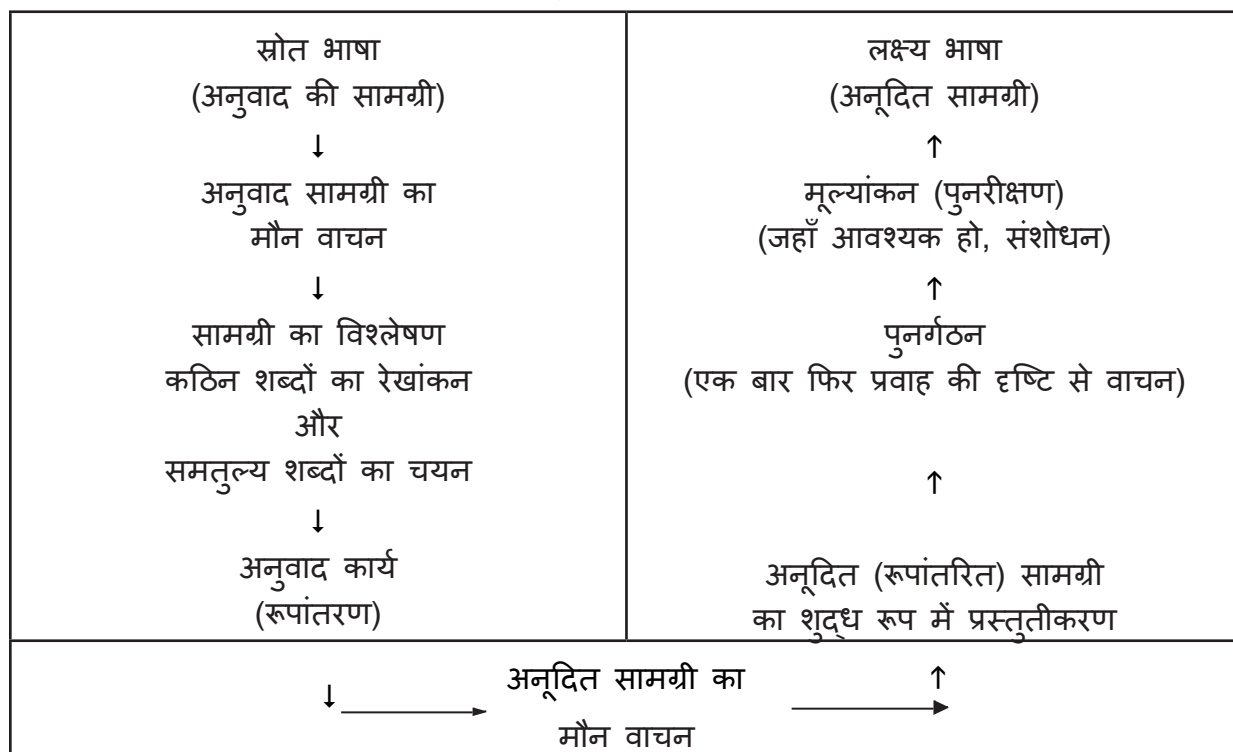 स्रोत भाषा
(अनुवाद की सामग्री)
↓
अनुवाद सामग्री का
मौन वाचन
↓
सामग्री का विश्लेषण
कठिन शब्दों का रेखांकन
और
समतुल्य शब्दों का चयन
↓
अनुवाद कार्य
(रूपांतरण)
लक्ष्य भाषा
(अनूदित सामग्री)
↑
मूल्यांकन (पुनरीक्षण)
(जहाँ आवश्यक हो, संशोधन)
↑
पुनर्गठन
(एक बार फिर प्रवाह की दृष्टि से वाचन)
↑
अनूदित (रूपांतरित) सामग्री
का शुद्ध रूप में प्रस्तुतीकरण
↓ अनूदित सामग्री का ↑
मौन वाचन